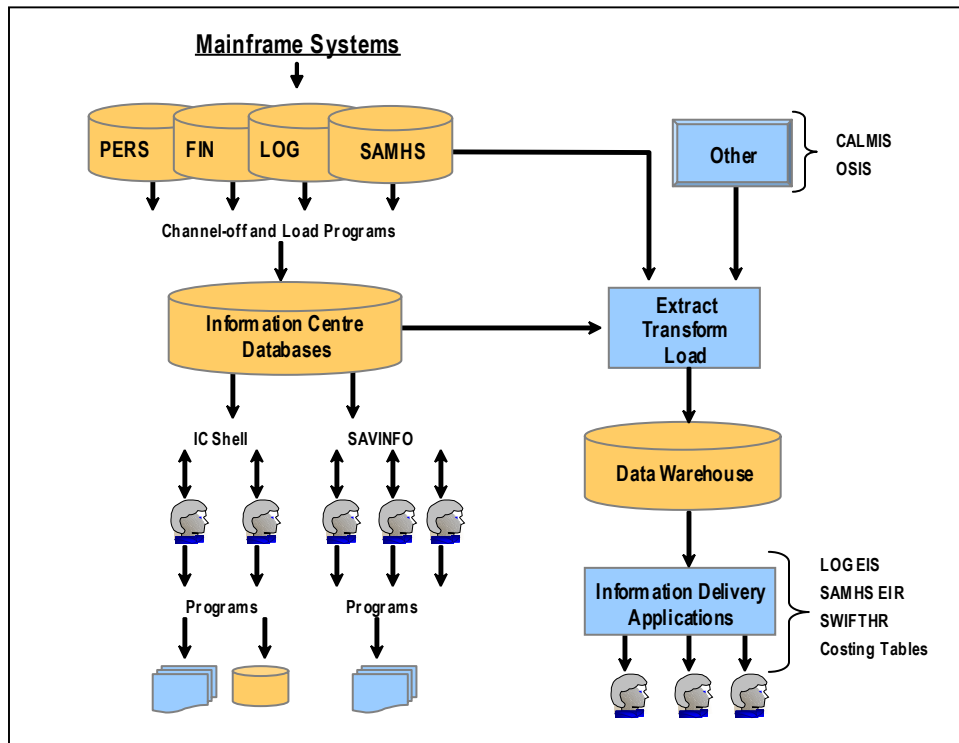 Mainframe Systems
PERS
FIN
LOG
SAMHS
Other
CALMIS
OSIS
Channel-off and Load Programs
Information Centre
Databases
Extract
Transform
Load
IC Shell
SAVINFO
Data Warehouse
Programs
Programs
Information Delivery
Applications
LOG EIS
SAMHS EIR
SWIFTHR
Costing Tables